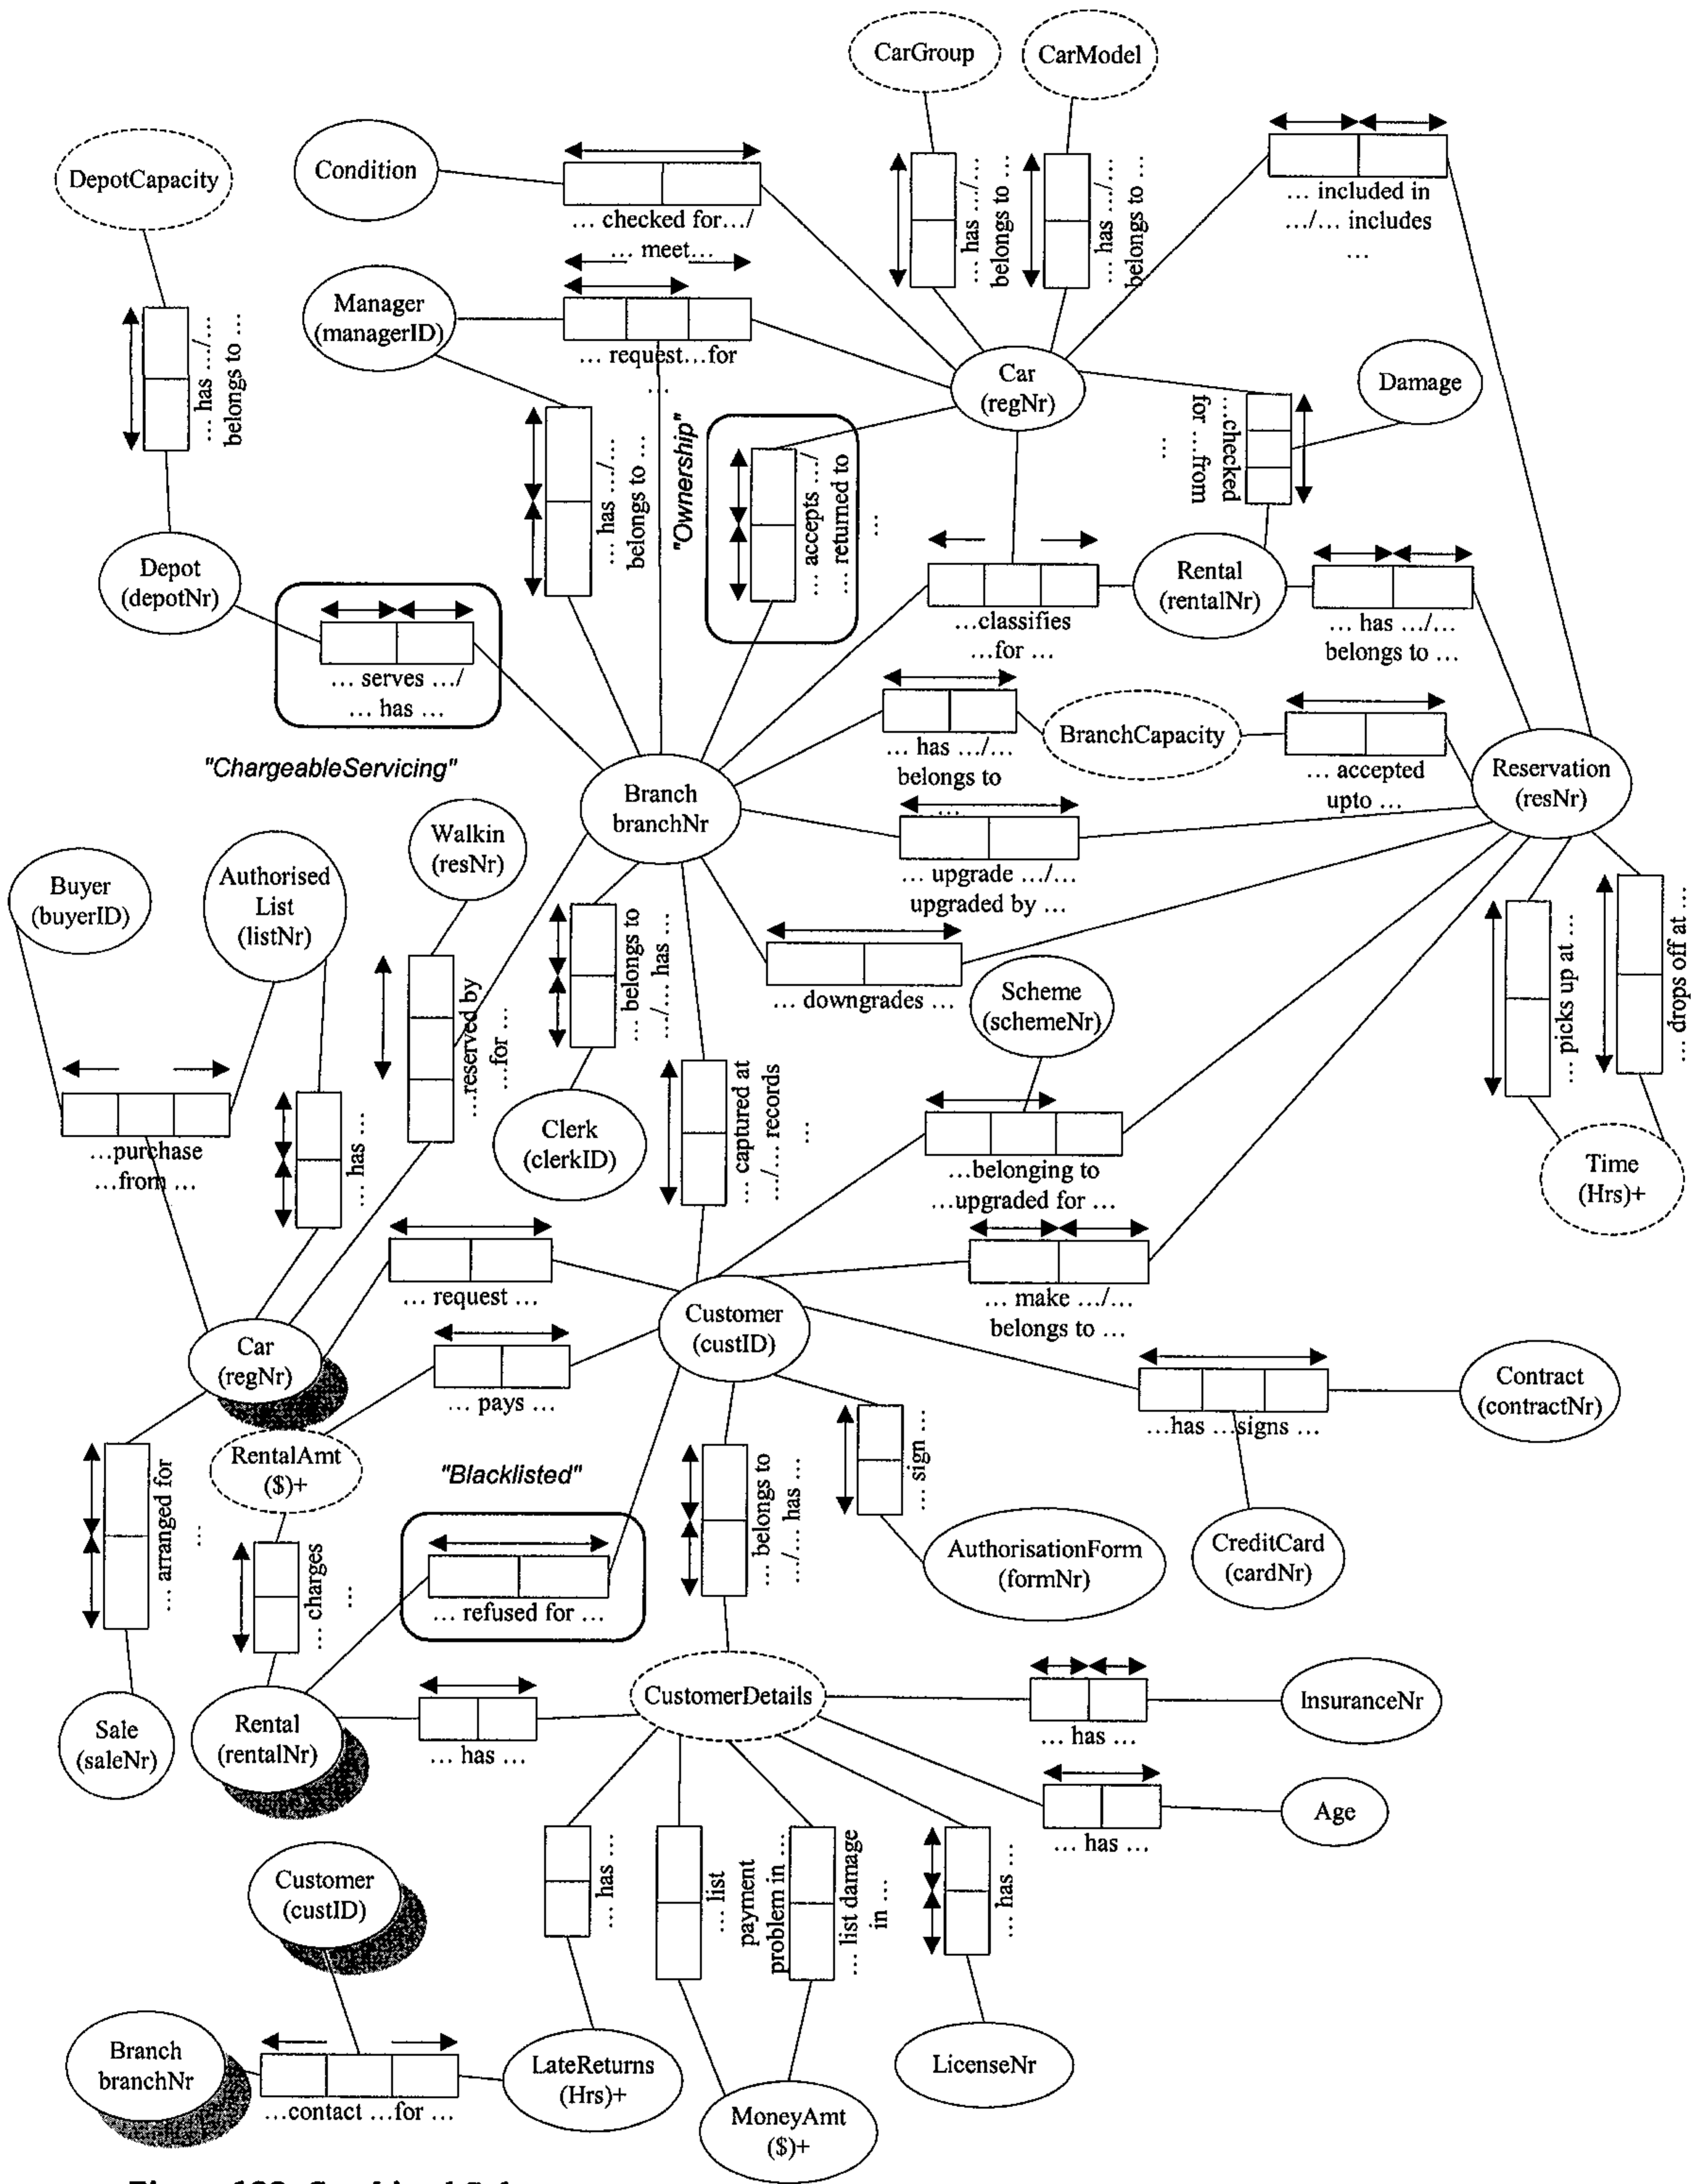 CarGroup
CarModel
DepotCapacity
Condition
... checked for.../
... meet...
... has .../...
belongs to ...
... has .../...
belongs to ...
... included in
.../... includes
...
Manager
(managerID)
... request...for
...
... has .../...
belongs to ...
Car
(regNr)
Damage
...checked
for ...from
...
"Ownership"
... accepts .../
... returned to
...
... has .../...
belongs to ...
Depot
(depotNr)
... serves .../
... has ...
"ChargeableServicing"
...classifies
...for ...
Rental
(rentalNr)
... has .../...
belongs to ...
... has .../...
belongs to
...
BranchCapacity
... accepted
upto ...
Reservation
(resNr)
Branch
branchNr
... upgrade .../...
upgraded by ...
... downgrades ...
Walkin
(resNr)
Authorised
List
(listNr)
Buyer
(buyerID)
...reserved by
...for ...
... belongs to
.../... has ...
Scheme
(schemeNr)
... picks up at ...
... drops off at ...
...purchase
...from ...
... has ...
Clerk
(clerkID)
... captured at
.../... records
...
...belonging to
...upgraded for ...
Time
(Hrs)+
... request ...
Customer
(custID)
... make .../...
belongs to ...
Car
(regNr)
... pays ...
...has ...signs ...
Contract
(contractNr)
RentalAmt
($)+
... arranged for
...
"Blacklisted"
... refused for ...
... belongs to
.../... has ...
... sign ...
AuthorisationForm
(formNr)
CreditCard
(cardNr)
... charges
...
Sale
(saleNr)
Rental
(rentalNr)
... has ...
CustomerDetails
... has ...
InsuranceNr
... has ...
Age
Customer
(custID)
... has ...
... list
payment
problem in ...
... list damage
in ...
... has ...
Branch
branchNr
...contact ...for ...
LateReturns
(Hrs)+
MoneyAmt
($)+
LicenseNr